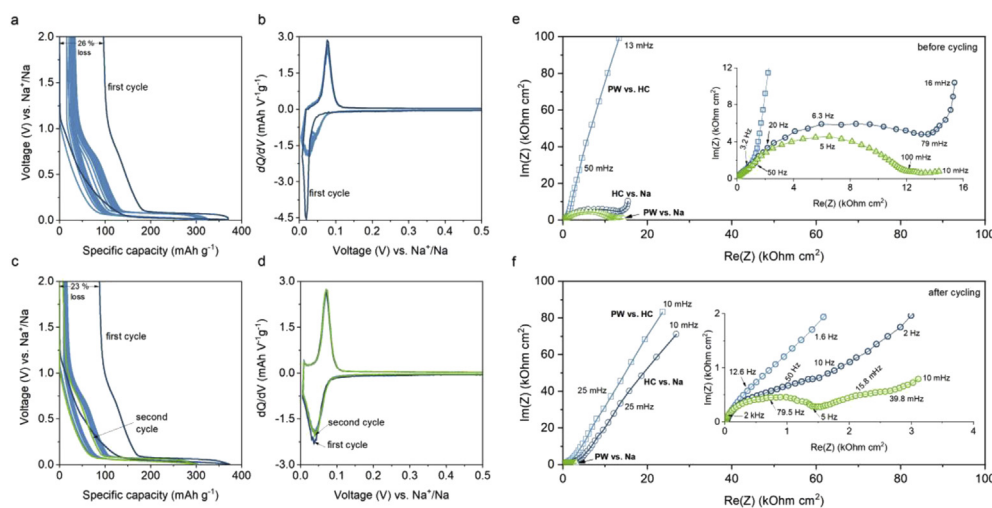 a
2.0
1.5
1.0
0.5
0.0
26 %
loss
first cycle
Voltage (V) vs. Na⁺/Na
0 100 200 300 400
Specific capacity (mAh g⁻¹)
b
3.0
1.5
0.0
-1.5
-3.0
-4.5
first cycle
dQ/dV (mAh V⁻¹g⁻¹)
0.0 0.1 0.2 0.3 0.4 0.5
Voltage (V) vs. Na⁺/Na
c
2.0
1.5
1.0
0.5
0.0
23 %
loss
first cycle
second
cycle
Voltage (V) vs. Na⁺/Na
0 100 200 300 400
Specific capacity (mAh g⁻¹)
d
3.0
1.5
0.0
-1.5
-3.0
second cycle
first cycle
dQ/dV (mAh V⁻¹g⁻¹)
0.0 0.1 0.2 0.3 0.4 0.5
Voltage (V) vs. Na⁺/Na
e
100
80
60
40
20
0
Im(Z) (kOhm cm²)
13 mHz
PW vs. HC
50 mHz
HC vs. Na
PW vs. Na
before cycling
10
8
6
4
2
0
Im(Z) (kOhm cm²)
3.2 Hz
20 Hz
50 Hz
6.3 Hz
5 Hz
16 mHz
79 mHz
100 mHz
10 mHz
0 4 8 12 16
Re(Z) (kOhm cm²)
0 20 40 60 80 100
Re(Z) (kOhm cm²)
f
100
80
60
40
20
0
Im(Z) (kOhm cm²)
10 mHz
PW vs. HC
10 mHz
HC vs. Na
25 mHz
25 mHz
PW vs. Na
after cycling
2
1
0
Im(Z) (kOhm cm²)
1.6 Hz
2 Hz
12.6 Hz
50 Hz
10 Hz
15.8 mHz
10 mHz
39.8 mHz
2 kHz
79.5 Hz
5 Hz
0 1 2 3 4
Re(Z) (kOhm cm²)
0 20 40 60 80 100
Re(Z) (kOhm cm²)